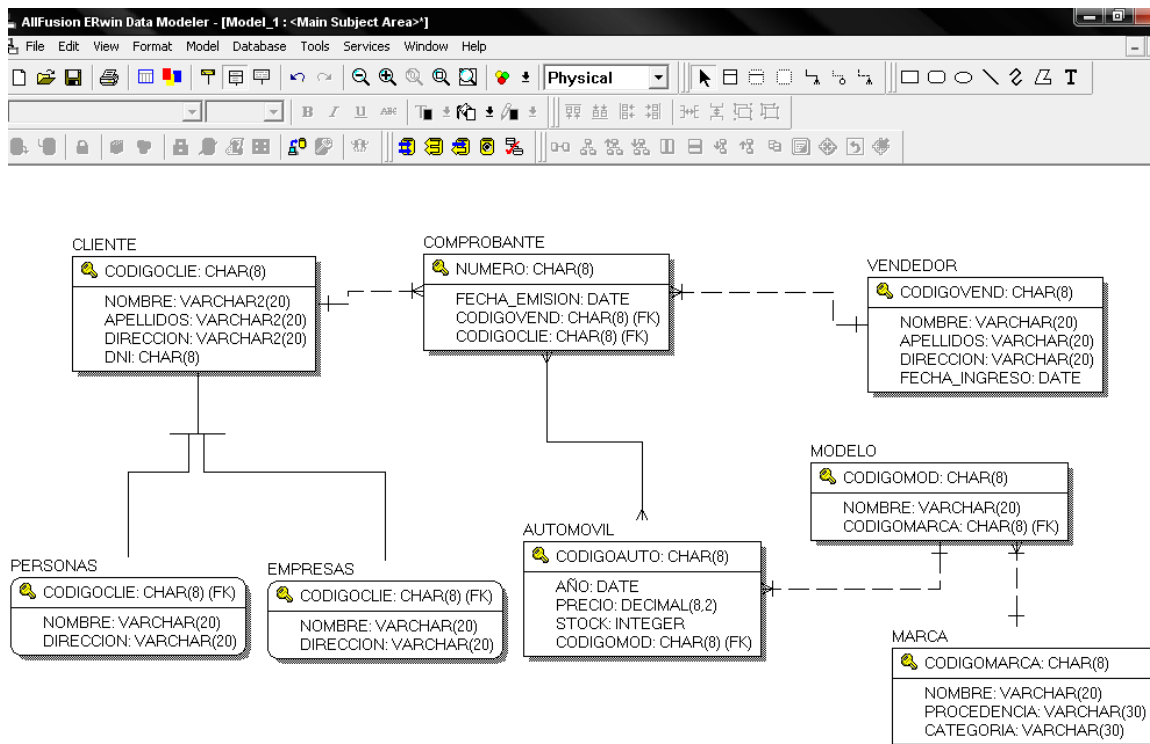 AllFusion ERwin Data Modeler - [Model_1 : <Main Subject Area>*]
File Edit View Format Model Database Tools Services Window Help
Physical
T
B I U ABC T
CLIENTE
CODIGOCLIE: CHAR(8)
NOMBRE: VARCHAR2(20)
APELLIDOS: VARCHAR2(20)
DIRECCION: VARCHAR2(20)
DNI: CHAR(8)
COMPROBANTE
NUMERO: CHAR(8)
FECHA_EMISION: DATE
CODIGOVEND: CHAR(8) (FK)
CODIGOCLIE: CHAR(8) (FK)
VENDEDOR
CODIGOVEND: CHAR(8)
NOMBRE: VARCHAR(20)
APELLIDOS: VARCHAR(20)
DIRECCION: VARCHAR(20)
FECHA_INGRESO: DATE
MODELO
CODIGOMOD: CHAR(8)
NOMBRE: VARCHAR(20)
CODIGOMARCA: CHAR(8) (FK)
PERSONAS
CODIGOCLIE: CHAR(8) (FK)
NOMBRE: VARCHAR(20)
DIRECCION: VARCHAR(20)
EMPRESAS
CODIGOCLIE: CHAR(8) (FK)
NOMBRE: VARCHAR(20)
DIRECCION: VARCHAR(20)
AUTOMOVIL
CODIGOAUTO: CHAR(8)
AÑO: DATE
PRECIO: DECIMAL(8,2)
STOCK: INTEGER
CODIGOMOD: CHAR(8) (FK)
MARCA
CODIGOMARCA: CHAR(8)
NOMBRE: VARCHAR(20)
PROCEDENCIA: VARCHAR(30)
CATEGORIA: VARCHAR(30)